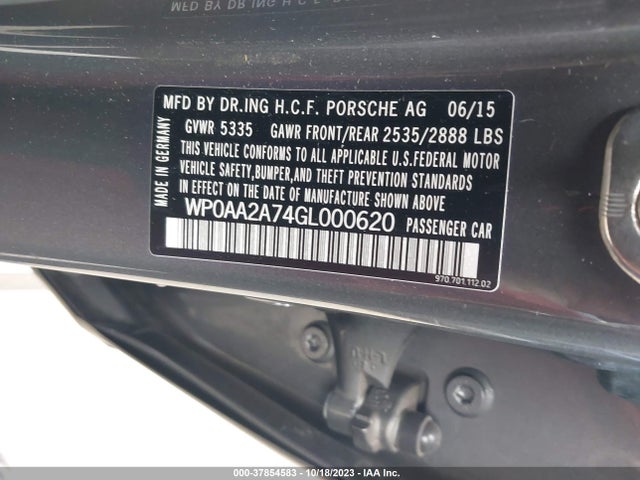 MFD BY DR.ING H.C.F. PORSCHE AG 06/15
GVWR 5335 GAWR FRONT/REAR 2535/2888 LBS
THIS VEHICLE CONFORMS TO ALL APPLICABLE U.S.FEDERAL MOTOR
VEHICLE SAFETY,BUMPER,AND THEFT PREVENTION STANDARDS
IN EFFECT ON THE DATE OF MANUFACTURE SHOWN ABOVE
WP0AA2A74GL000620 PASSENGER CAR
MADE IN GERMANY
970.701.112.02
000-37854583 - 10/18/2023 - IAA Inc.